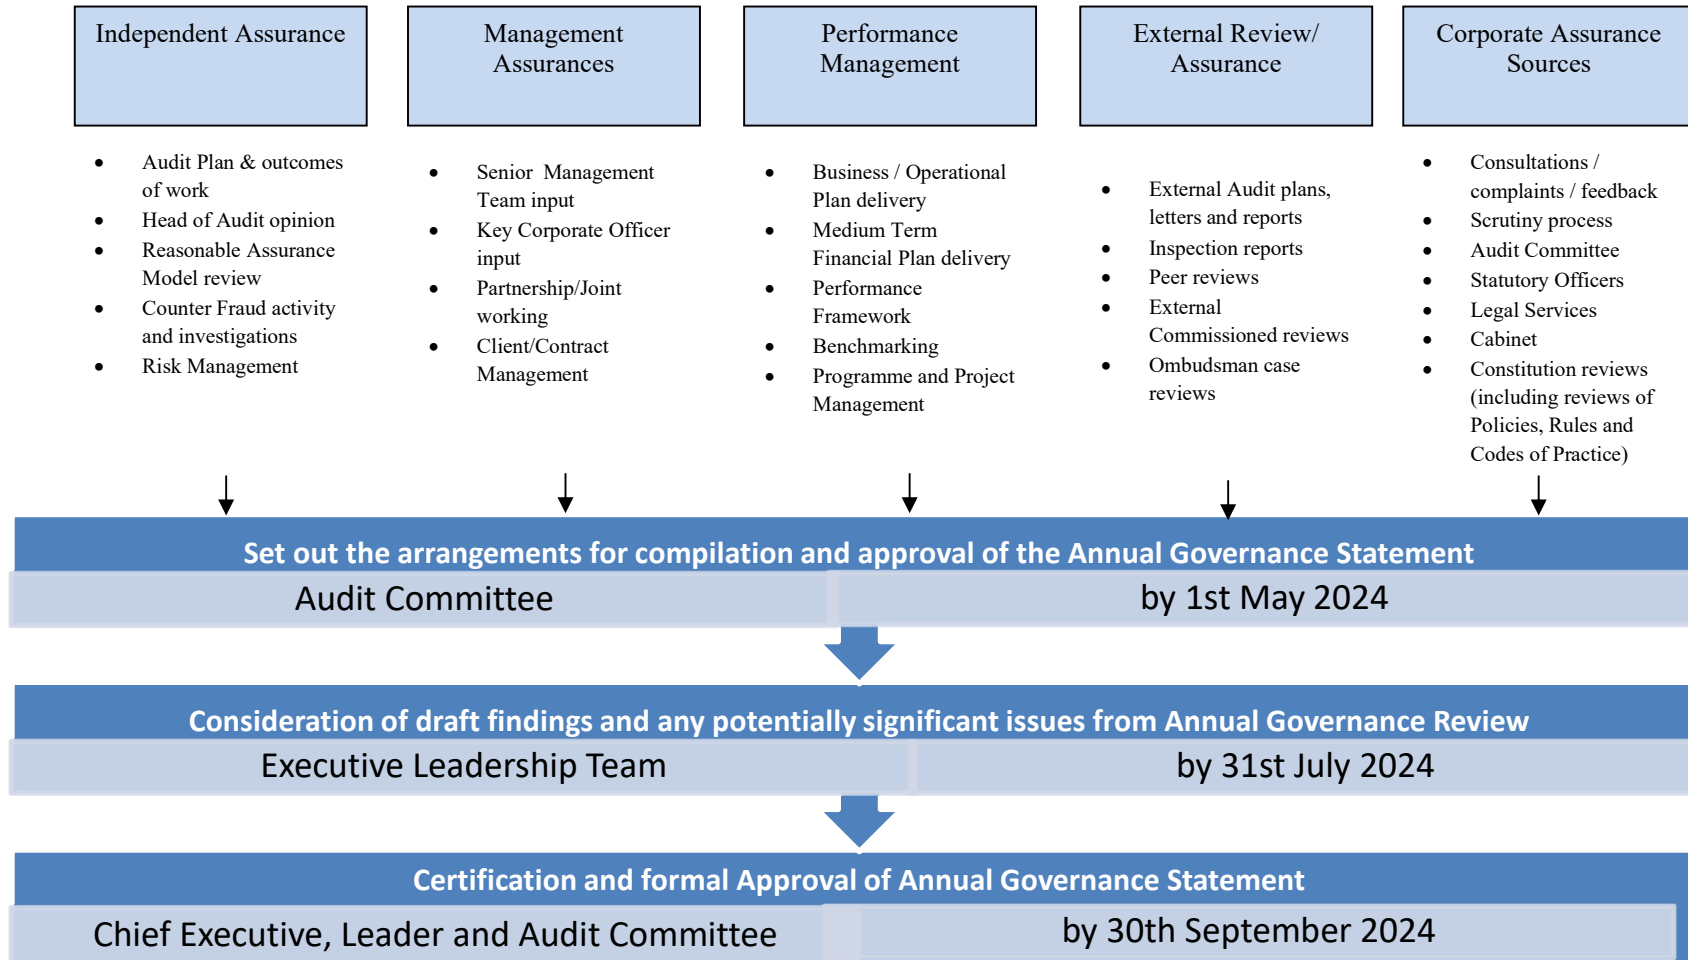 Independent Assurance
Management
Assurances
Performance
Management
External Review/
Assurance
Corporate Assurance
Sources
• Audit Plan & outcomes
of work
• Head of Audit opinion
• Reasonable Assurance
Model review
• Counter Fraud activity
and investigations
• Risk Management
• Senior Management
Team input
• Key Corporate Officer
input
• Partnership/Joint
working
• Client/Contract
Management
• Business / Operational
Plan delivery
• Medium Term
Financial Plan delivery
• Performance
Framework
• Benchmarking
• Programme and Project
Management
• External Audit plans,
letters and reports
• Inspection reports
• Peer reviews
• External
Commissioned reviews
• Ombudsman case
reviews
• Consultations /
complaints / feedback
• Scrutiny process
• Audit Committee
• Statutory Officers
• Legal Services
• Cabinet
• Constitution reviews
(including reviews of
Policies, Rules and
Codes of Practice)
Set out the arrangements for compilation and approval of the Annual Governance Statement
Audit Committee
by 1st May 2024
Consideration of draft findings and any potentially significant issues from Annual Governance Review
Executive Leadership Team
by 31st July 2024
Certification and formal Approval of Annual Governance Statement
Chief Executive, Leader and Audit Committee
by 30th September 2024